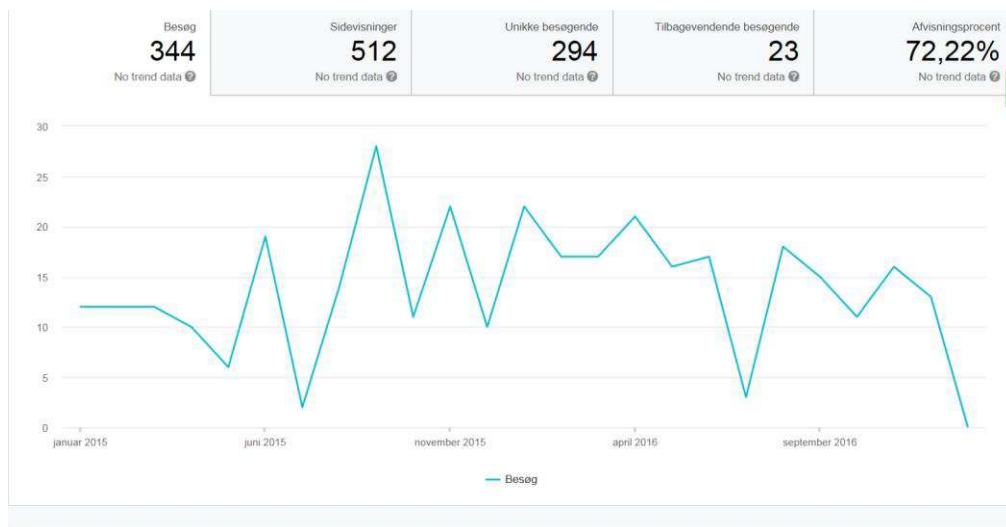 Besøg
344
No trend data ?
Sidevisninger
512
No trend data ?
Unikke besøgende
294
No trend data ?
Tilbagevendende besøgende
23
No trend data ?
Afvisningsprocent
72,22%
No trend data ?
30
25
20
15
10
5
0
januar 2015
juni 2015
november 2015
april 2016
september 2016
Besøg